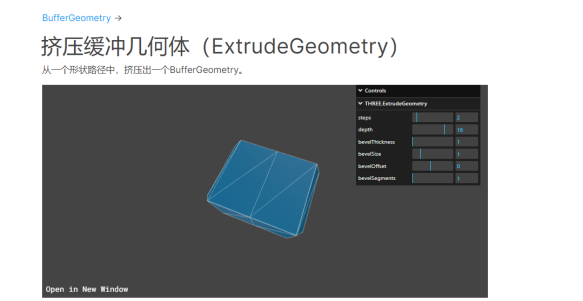 BufferGeometry →
挤压缓冲几何体（ExtrudeGeometry）
从一个形状路径中，挤压出一个BufferGeometry。
Controls
THREE.ExtrudeGeometry
steps 2
depth 16
bevelThickness 1
bevelSize 1
bevelOffset 0
bevelSegments 1
Open in New Window